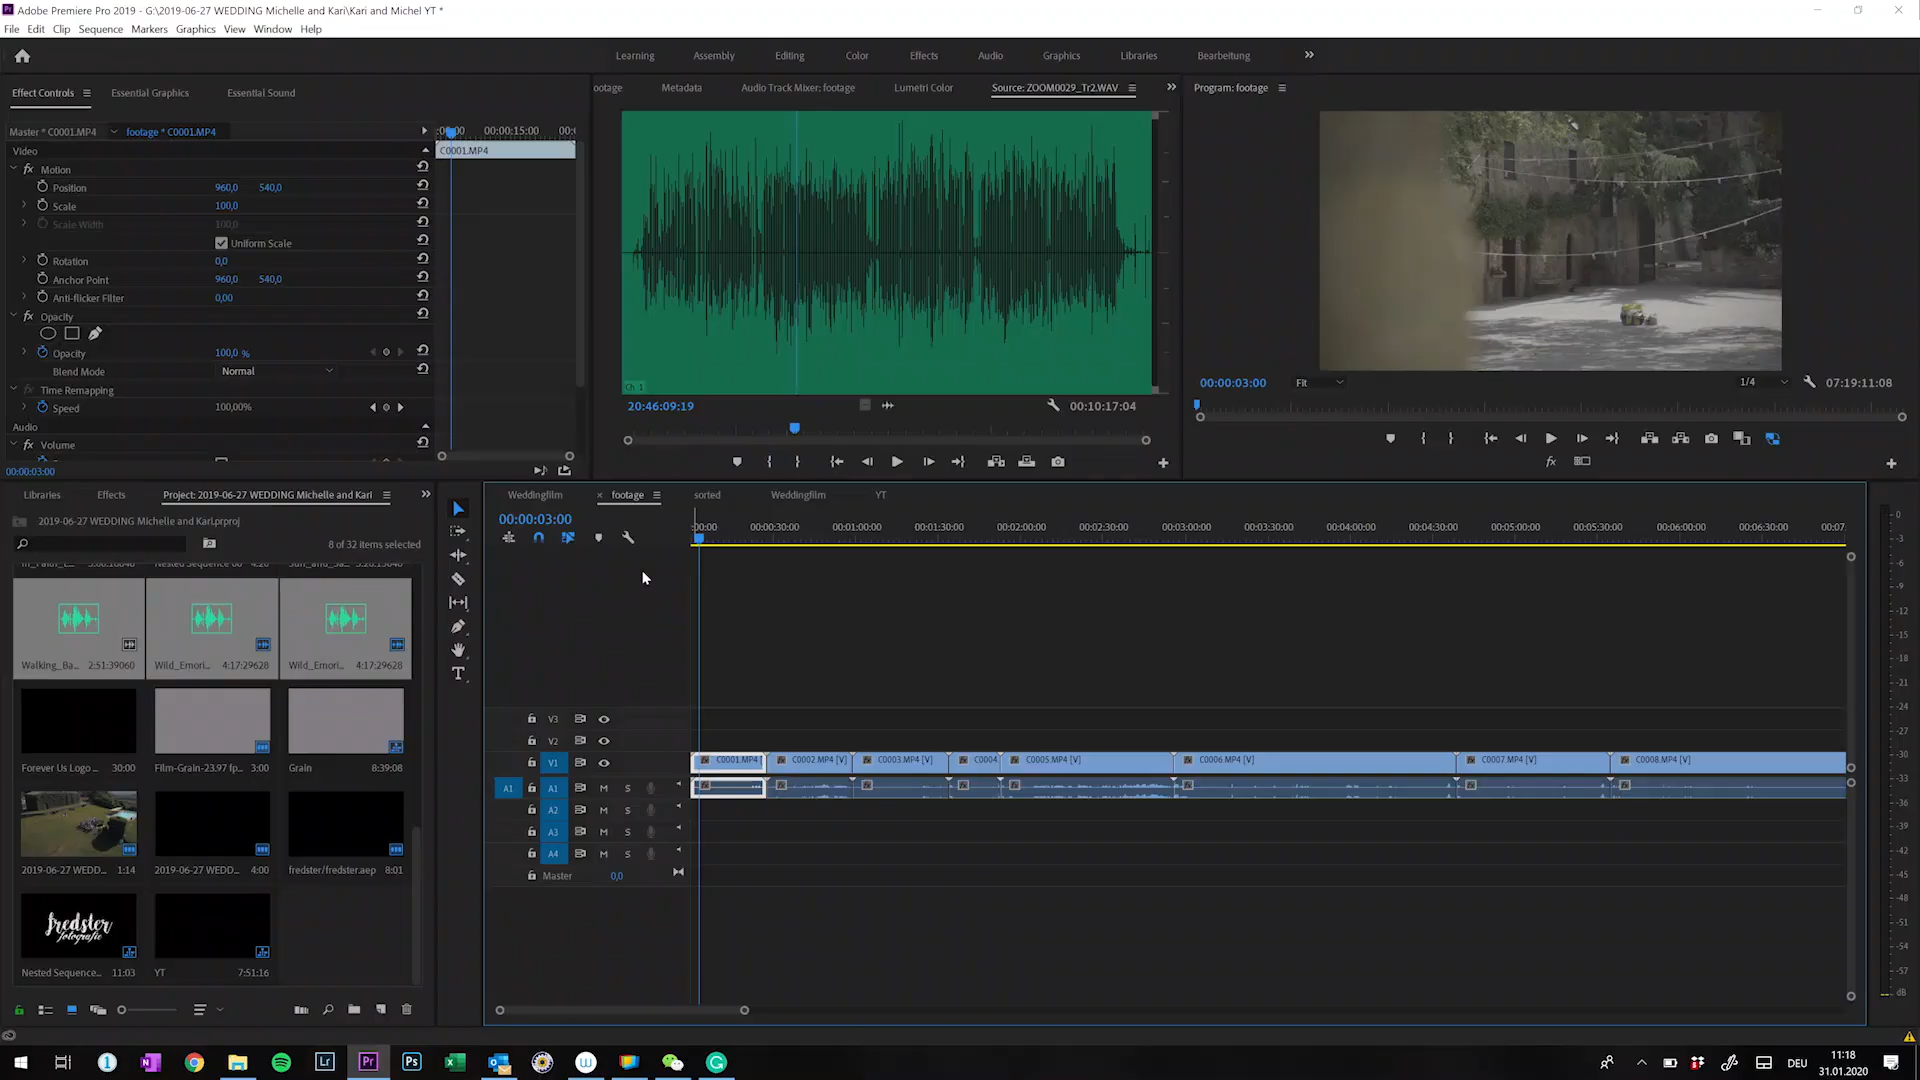 Adobe Premiere Pro 2019 - G:\2019-06-27 WEDDING Michelle and Kari\Kari and Michel YT *
File Edit Clip Sequence Markers Graphics View Window Help
Learning Assembly Editing Color Effects Audio Graphics Libraries Bearbeitung
Effect Controls Essential Graphics Essential Sound
Master * C0001.MP4 footage * C0001.MP4
00:00:15:00
C0001.MP4
Video
fx Motion
Position 960,0 540,0
Scale 100,0
Scale Width 100,0
Uniform Scale
Rotation 0,0
Anchor Point 960,0 540,0
Anti-flicker Filter 0,00
fx Opacity
Opacity 100,0 %
Blend Mode Normal
Time Remapping
Speed 100,00%
Audio
fx Volume
00:00:03:00
ootage Metadata Audio Track Mixer: footage Lumetri Color Source: ZOOM0029_Tr2.WAV
Ch. 1
20:46:09:19 00:10:17:04
Program: footage
00:00:03:00 Fit 1/4 07:19:11:08
fx
Libraries Effects Project: 2019-06-27 WEDDING Michelle and Kari
2019-06-27 WEDDING Michelle and Kari.prproj
8 of 32 items selected
Walking_Ba... 2:51:39060 Wild_Emori... 4:17:29628 Wild_Emori... 4:17:29628
Forever Us Logo ... 30:00 Film-Grain-23.97 fp... 3:00 Grain 8:39:08
2019-06-27 WEDD... 1:14 2019-06-27 WEDD... 4:00 fredster/fredster.aep 8:01
fredster
fotografie
Nested Sequence... 11:03 YT 7:51:16
Weddingfilm × footage sorted Weddingfilm YT
00:00:03:00
:00:00 00:00:30:00 00:01:00:00 00:01:30:00 00:02:00:00 00:02:30:00 00:03:00:00 00:03:30:00 00:04:00:00 00:04:30:00 00:05:00:00 00:05:30:00 00:06:00:00 00:06:30:00 00:07
V3
V2
V1 C0001.MP4 C0002.MP4 [V] C0003.MP4 [V] C0004 C0005.MP4 [V] C0006.MP4 [V] C0007.MP4 [V] C0008.MP4 [V]
A1 A1 M S
A2 M S
A3 M S
A4 M S
Master 0,0
0
-3
-6
-9
-12
-15
-18
-21
-24
-27
-30
-33
-36
-39
-42
-45
-48
-51
-54
-57
dB
Lr Pr Ps
DEU
11:18
31.01.2020